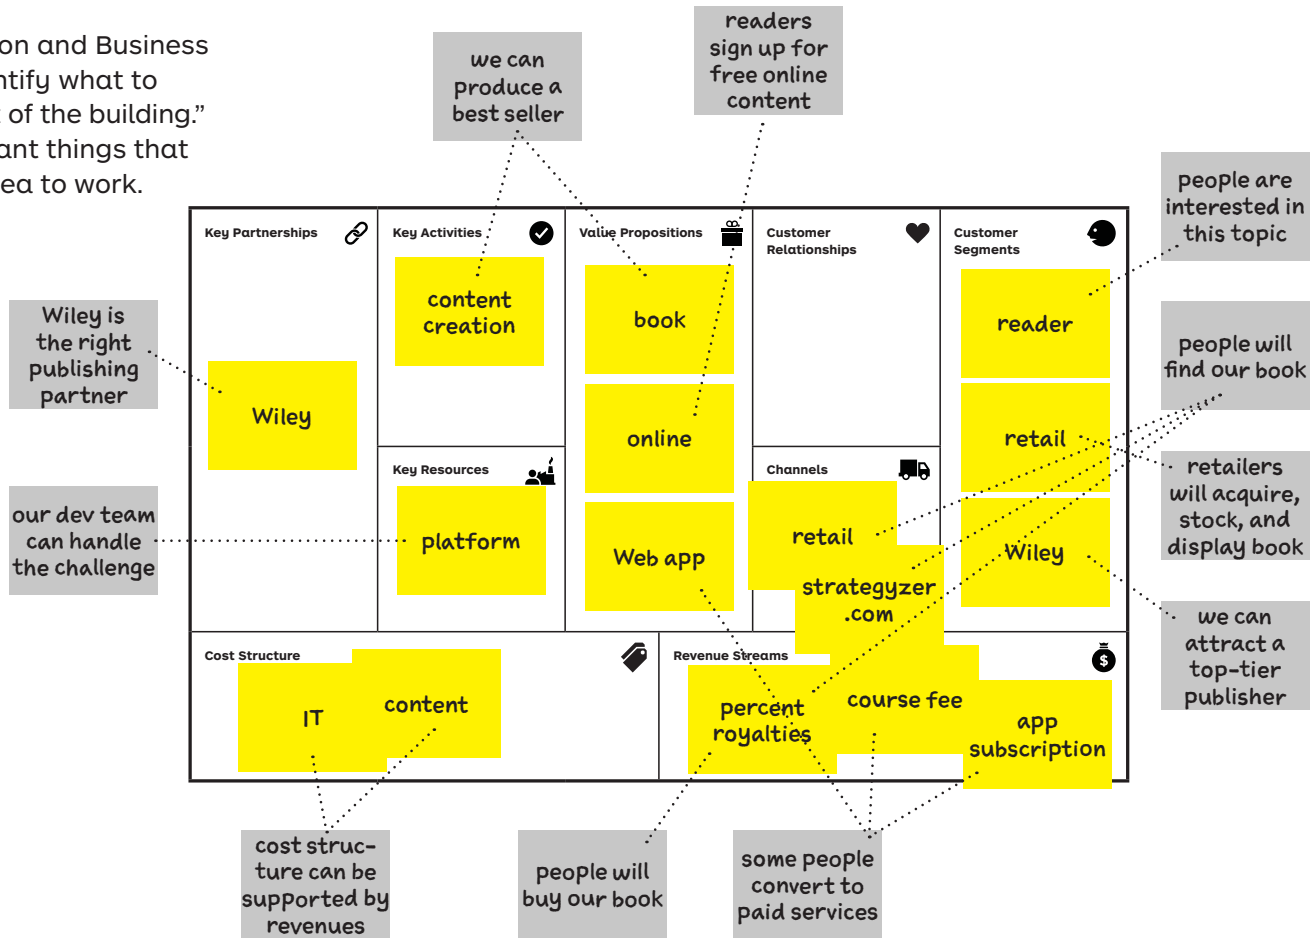 on and Business
ntify what to
t of the building.”
ant things that
ea to work.
we can
produce a
best seller
readers
sign up for
free online
content
people are
interested in
this topic
Key Partnerships
Key Activities
Value Propositions
Customer
Relationships
Customer
Segments
content
creation
book
reader
Wiley is
the right
publishing
partner
people will
find our book
Wiley
online
retail
Key Resources
Channels
retailers
will acquire,
stock, and
display book
our dev team
can handle
the challenge
platform
Web app
retail
strategyzer
.com
Wiley
we can
attract a
top-tier
publisher
Cost Structure
Revenue Streams
$
IT
content
percent
royalties
course fee
app
subscription
cost struc-
ture can be
supported by
revenues
people will
buy our book
some people
convert to
paid services